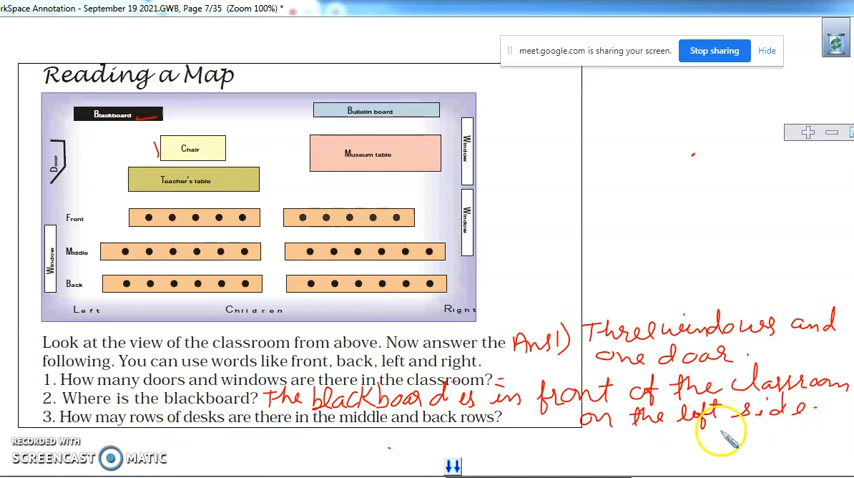 rkSpace Annotation - September 19 2021.GWB, Page 7/35 (Zoom 100%) *
meet.google.com is sharing your screen. Stop sharing Hide
Reading a Map
Blackboard
Bulletin board
Door
Chair
Museum table
Window
Teacher's table
Front
Window
Middle
Window
Back
Left Children Right
Look at the view of the classroom from above. Now answer the
following. You can use words like front, back, left and right.
Ans1) Three windows and
one door.
1. How many doors and windows are there in the classroom?
2. Where is the blackboard? The blackboard is in front of the classroom
on the left side.
3. How may rows of desks are there in the middle and back rows?
RECORDED WITH
SCREENCAST MATIC